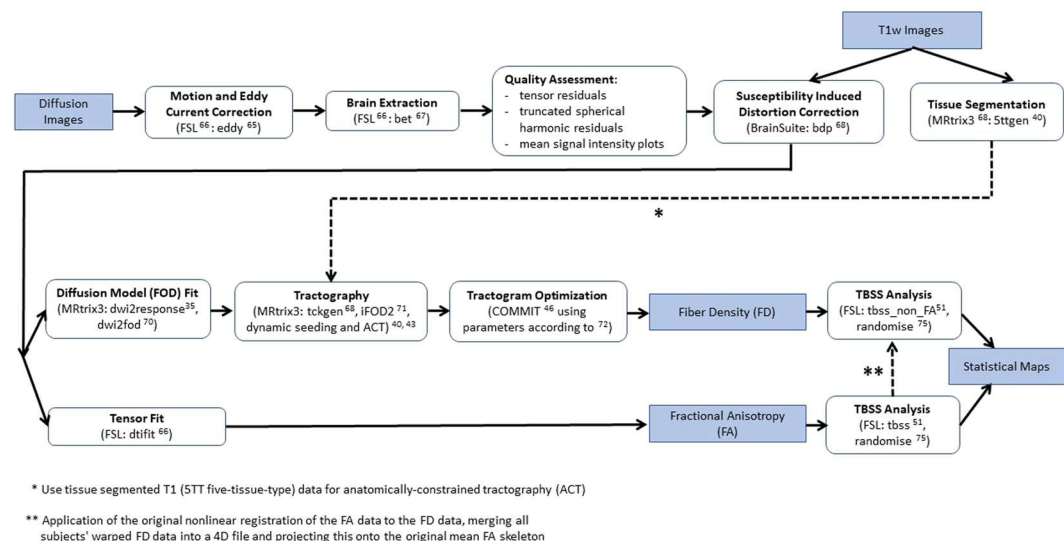 T1w Images
Diffusion
Images
Motion and Eddy
Current Correction
(FSL 66: eddy 65)
Brain Extraction
(FSL 66: bet 67)
Quality Assessment:
- tensor residuals
- truncated spherical
harmonic residuals
- mean signal intensity plots
Susceptibility Induced
Distortion Correction
(BrainSuite: bdp 68)
Tissue Segmentation
(MRtrix3 68: 5ttgen 40)
*
Diffusion Model (FOD) Fit
(MRtrix3: dwi2response35,
dwi2fod 70)
Tractography
(MRtrix3: tckgen 68, iFOD2 71,
dynamic seeding and ACT) 40, 43
Tractogram Optimization
(COMMIT 46 using
parameters according to 72)
Fiber Density (FD)
TBSS Analysis
(FSL: tbss_non_FA51,
randomise 75)
**
Statistical Maps
Tensor Fit
(FSL: dtifit 66)
Fractional Anisotropy
(FA)
TBSS Analysis
(FSL: tbss 51,
randomise 75)
* Use tissue segmented T1 (5TT five-tissue-type) data for anatomically-constrained tractography (ACT)
** Application of the original nonlinear registration of the FA data to the FD data, merging all
subjects' warped FD data into a 4D file and projecting this onto the original mean FA skeleton